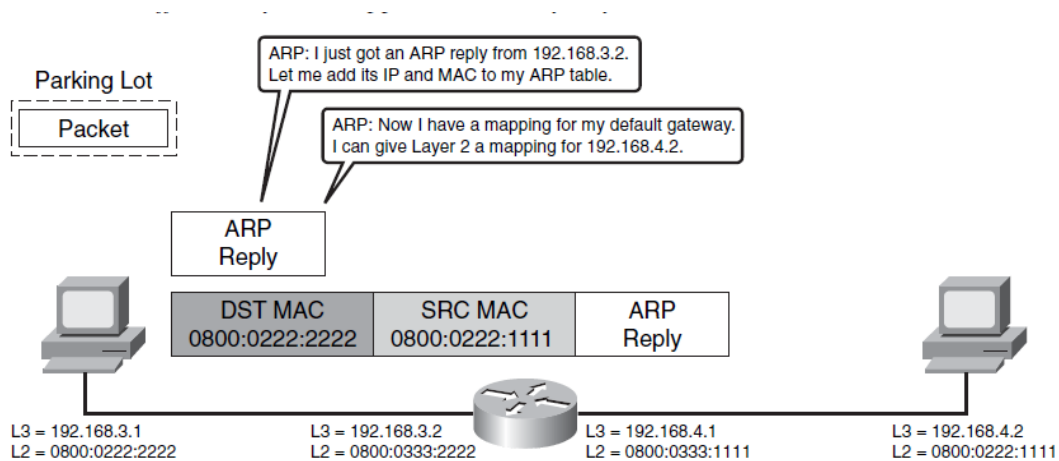 ARP: I just got an ARP reply from 192.168.3.2.
Let me add its IP and MAC to my ARP table.
Parking Lot
Packet
ARP: Now I have a mapping for my default gateway.
I can give Layer 2 a mapping for 192.168.4.2.
ARP
Reply
DST MAC
0800:0222:2222
SRC MAC
0800:0222:1111
ARP
Reply
L3 = 192.168.3.1
L2 = 0800:0222:2222
L3 = 192.168.3.2
L2 = 0800:0333:2222
L3 = 192.168.4.1
L2 = 0800:0333:1111
L3 = 192.168.4.2
L2 = 0800:0222:1111